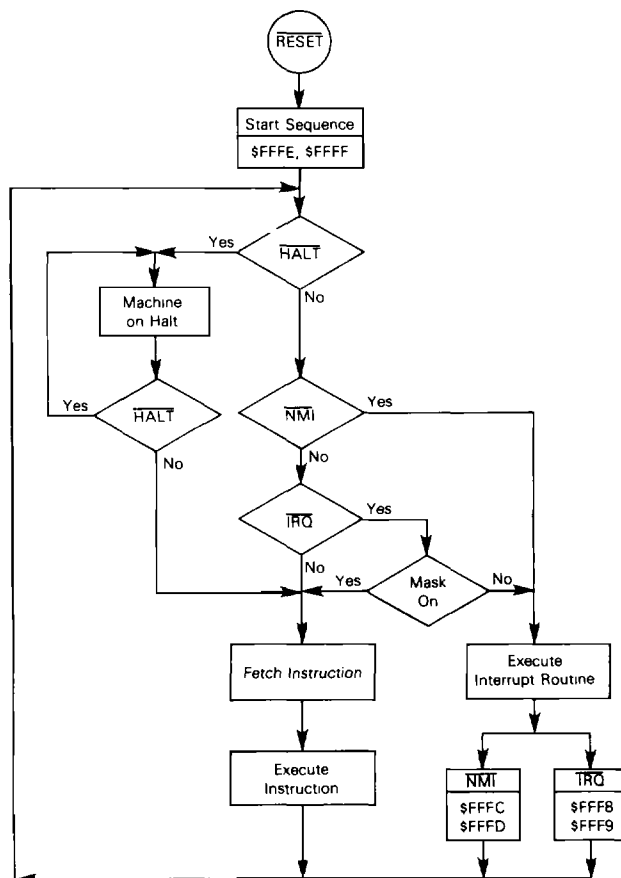 RESET
Start Sequence
$FFFE, $FFFF
Yes
HALT
No
Machine
on Halt
Yes
HALT
No
NMI
Yes
No
IRQ
Yes
No
Yes
Mask
On
No
Fetch Instruction
Execute
Interrupt Routine
Execute
Instruction
NMI
$FFFC
$FFFD
IRQ
$FFF8
$FFF9